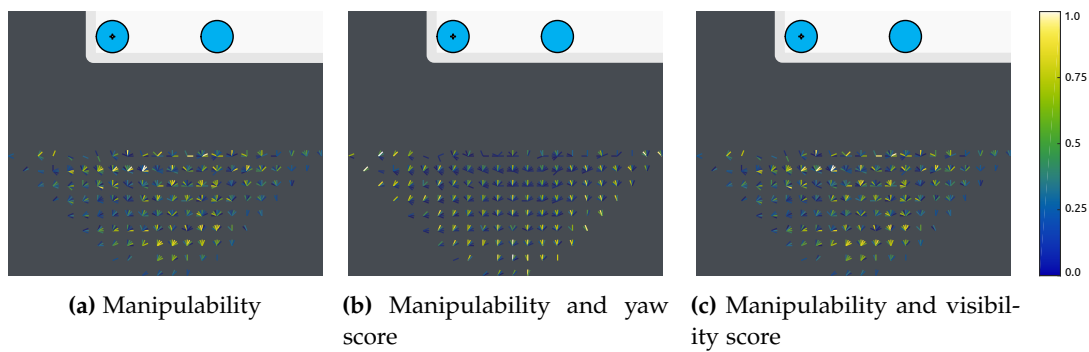 1.0
0.75
0.5
0.25
0.0
(a) Manipulability
(b) Manipulability and yaw
score
(c) Manipulability and visibil-
ity score